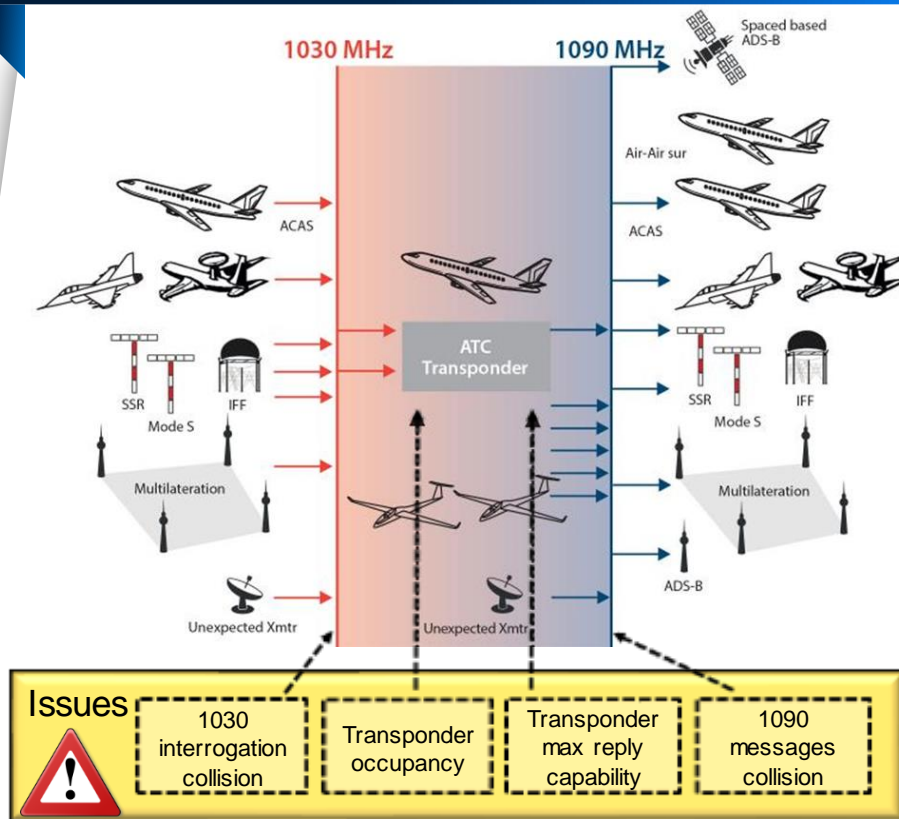 1030 MHz
1090 MHz
Spaced based
ADS-B
Air-Air sur
ACAS
ACAS
ATC
Transponder
SSR
Mode S
IFF
SSR
Mode S
IFF
Multilateration
Multilateration
ADS-B
Unexpected Xmtr
Unexpected Xmtr
Issues
1030
interrogation
collision
Transponder
occupancy
Transponder
max reply
capability
1090
messages
collision